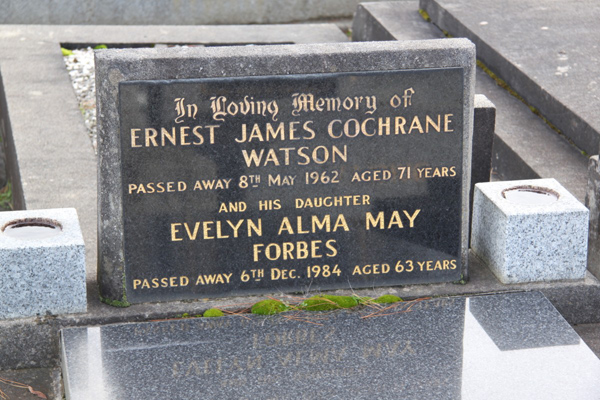 In Loving Memory of
ERNEST JAMES COCHRANE
WATSON
PASSED AWAY 8TH MAY 1962 AGED 71 YEARS
AND HIS DAUGHTER
EVELYN ALMA MAY
FORBES
PASSED AWAY 6TH DEC. 1984 AGED 63 YEARS